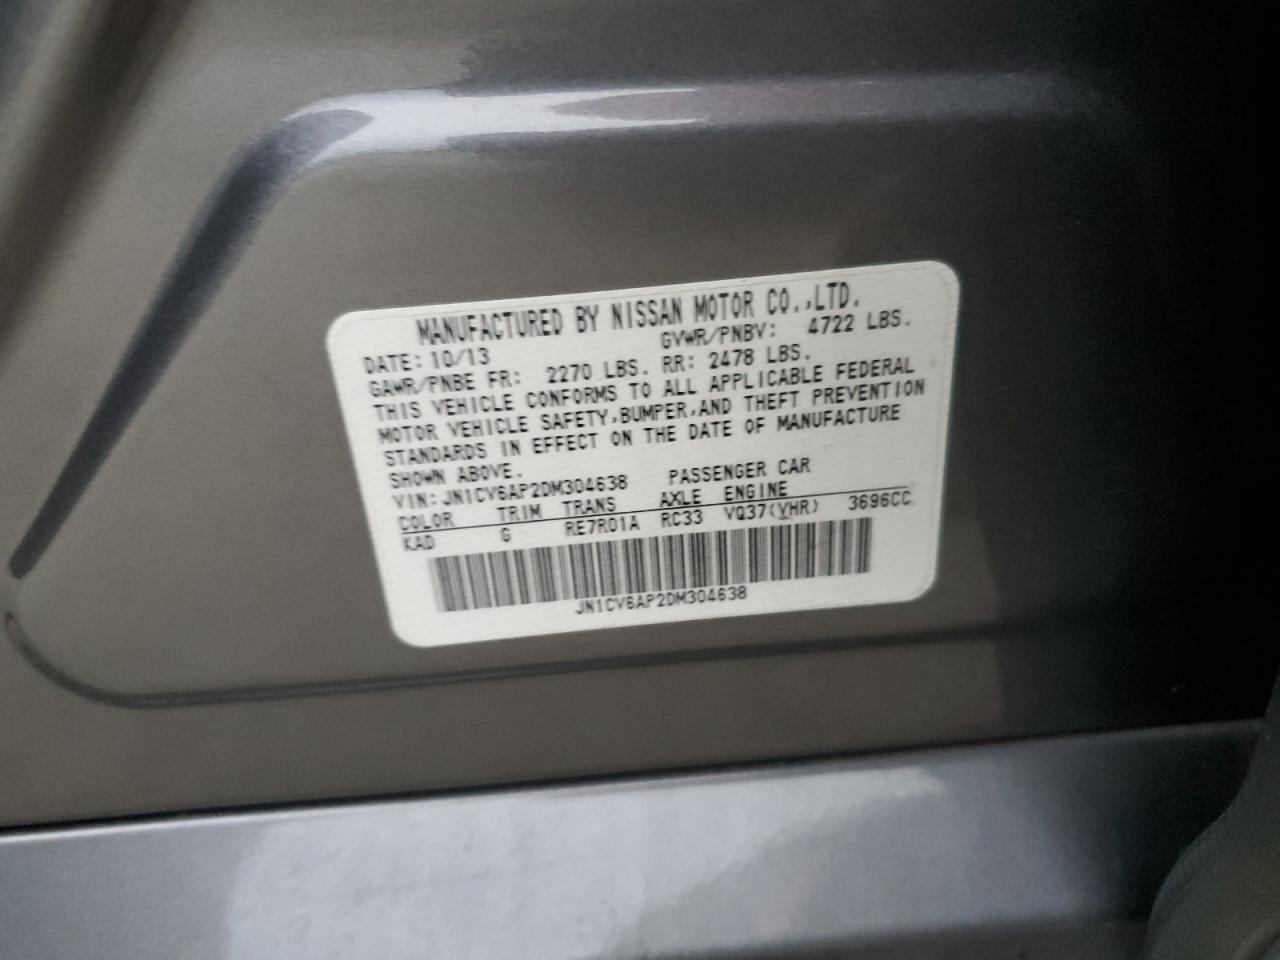 MANUFACTURED BY NISSAN MOTOR CO.,LTD.
DATE: 10/13 GVWR/PNBV: 4722 LBS.
GAWR/PNBE FR: 2270 LBS. RR: 2478 LBS.
THIS VEHICLE CONFORMS TO ALL APPLICABLE FEDERAL
MOTOR VEHICLE SAFETY,BUMPER,AND THEFT PREVENTION
STANDARDS IN EFFECT ON THE DATE OF MANUFACTURE
SHOWN ABOVE.
VIN: JN1CV6AP2DM304638 PASSENGER CAR
COLOR TRIM TRANS AXLE ENGINE
KAD G RE7R01A RC33 VQ37(VHR) 3696CC
JN1CV6AP2DM304638